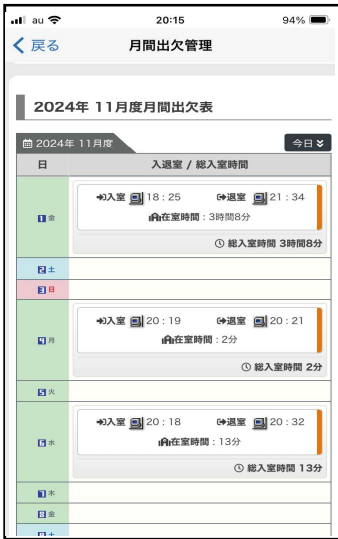 au 20:15 94%
戻る 月間出欠管理
2024年 11月度月間出欠表
2024年 11月度 今日
日 入退室 / 総入室時間
1 金
入室 18:25 退室 21:34
在室時間:3時間8分
総入室時間 3時間8分
2 土
3 日
4 月
入室 20:19 退室 20:21
在室時間:2分
総入室時間 2分
5 火
6 水
入室 20:18 退室 20:32
在室時間:13分
総入室時間 13分
7 木
8 金
9 土